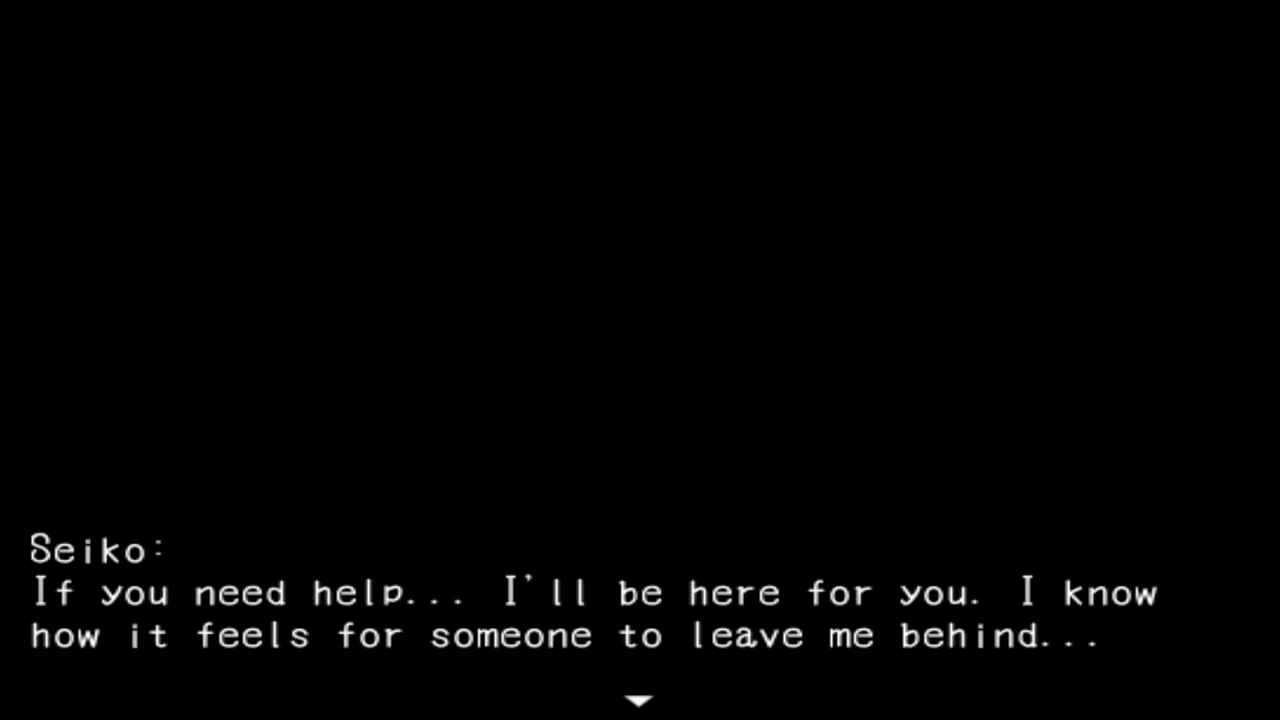 Seiko:
If you need help... I'll be here for you. I know
how it feels for someone to leave me behind...